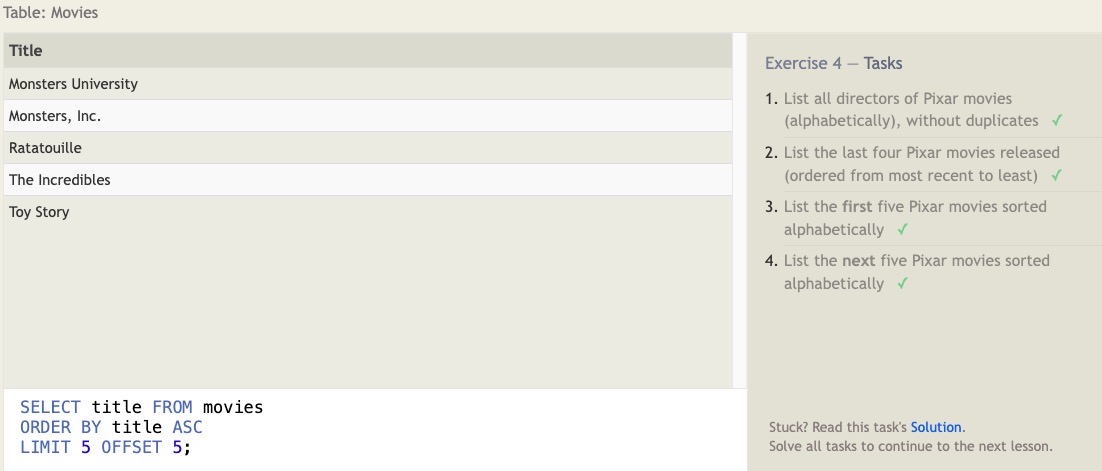 Table: Movies
Title
Monsters University
Monsters, Inc.
Ratatouille
The Incredibles
Toy Story
SELECT title FROM movies
ORDER BY title ASC
LIMIT 5 OFFSET 5;
Exercise 4 — Tasks
1. List all directors of Pixar movies
(alphabetically), without duplicates ✓
2. List the last four Pixar movies released
(ordered from most recent to least) ✓
3. List the first five Pixar movies sorted
alphabetically ✓
4. List the next five Pixar movies sorted
alphabetically ✓
Stuck? Read this task's Solution.
Solve all tasks to continue to the next lesson.